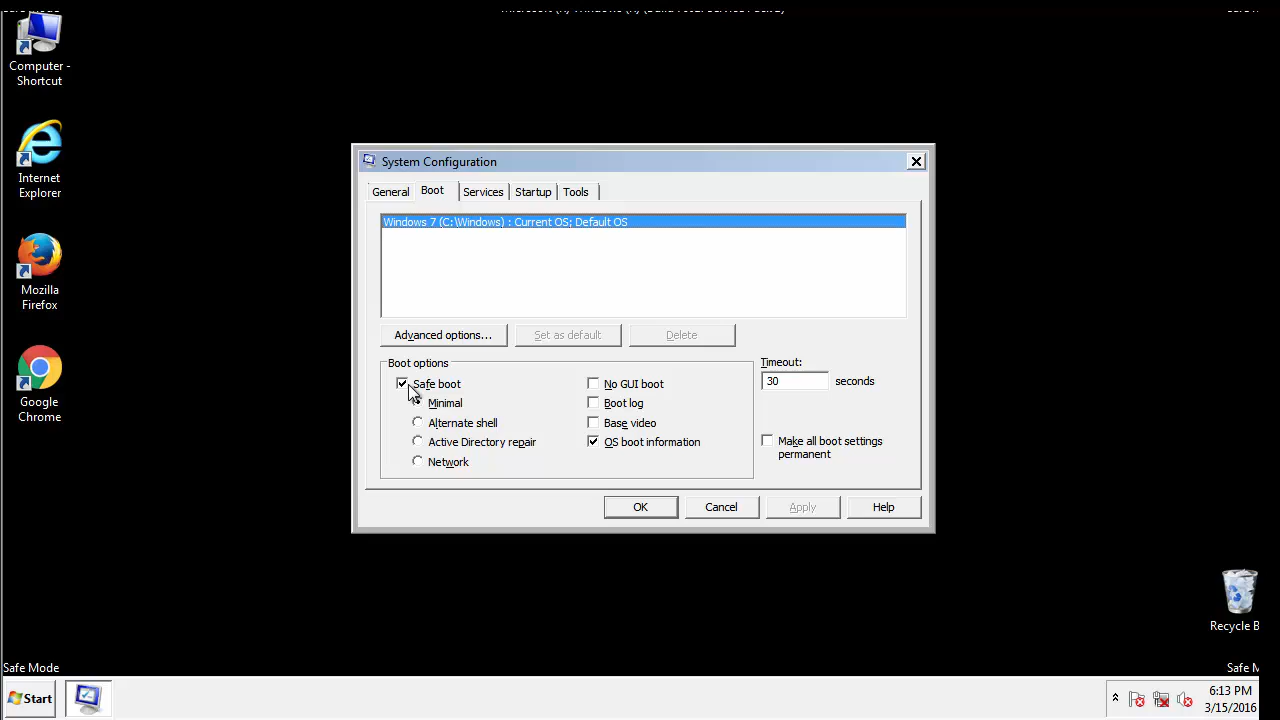 Computer -
Shortcut
Internet
Explorer
Mozilla
Firefox
Google
Chrome
System Configuration
General Boot Services Startup Tools
Windows 7 (C:\Windows) : Current OS; Default OS
Advanced options... Set as default Delete
Boot options
Timeout:
Safe boot No GUI boot 30 seconds
Minimal Boot log
Alternate shell Base video
Active Directory repair OS boot information Make all boot settings
permanent
Network
OK Cancel Apply Help
Recycle B
Safe Mode Safe M
Start
6:13 PM
3/15/2016